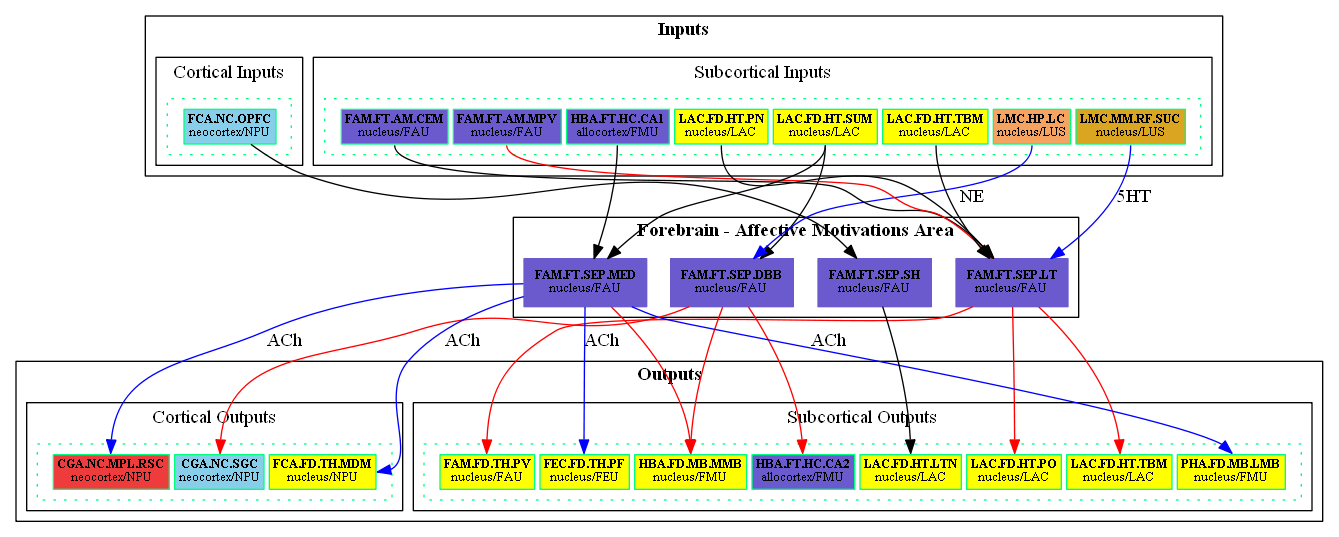 Inputs
Cortical Inputs
Subcortical Inputs
FCA.NC.OPFC
neocortex/NPU
FAM.FT.AM.CEM
nucleus/FAU
FAM.FT.AM.MPV
nucleus/FAU
HBA.FT.HC.CA1
allocortex/FMU
LAC.FD.HT.PN
nucleus/LAC
LAC.FD.HT.SUM
nucleus/LAC
LAC.FD.HT.TBM
nucleus/LAC
LMC.HP.LC
nucleus/LUS
LMC.MM.RF.SUC
nucleus/LUS
NE
5HT
Forebrain - Affective Motivations Area
FAM.FT.SEP.MED
nucleus/FAU
FAM.FT.SEP.DBB
nucleus/FAU
FAM.FT.SEP.SH
nucleus/FAU
FAM.FT.SEP.LT
nucleus/FAU
ACh
ACh
ACh
ACh
Outputs
Cortical Outputs
Subcortical Outputs
CGA.NC.MPL.RSC
neocortex/NPU
CGA.NC.SGC
neocortex/NPU
FCA.FD.TH.MDM
nucleus/NPU
FAM.FD.TH.PV
nucleus/FAU
FEC.FD.TH.PF
nucleus/FEU
HBA.FD.MB.MMB
nucleus/FMU
HBA.FT.HC.CA2
allocortex/FMU
LAC.FD.HT.LTN
nucleus/LAC
LAC.FD.HT.PO
nucleus/LAC
LAC.FD.HT.TBM
nucleus/LAC
PHA.FD.MB.LMB
nucleus/FMU